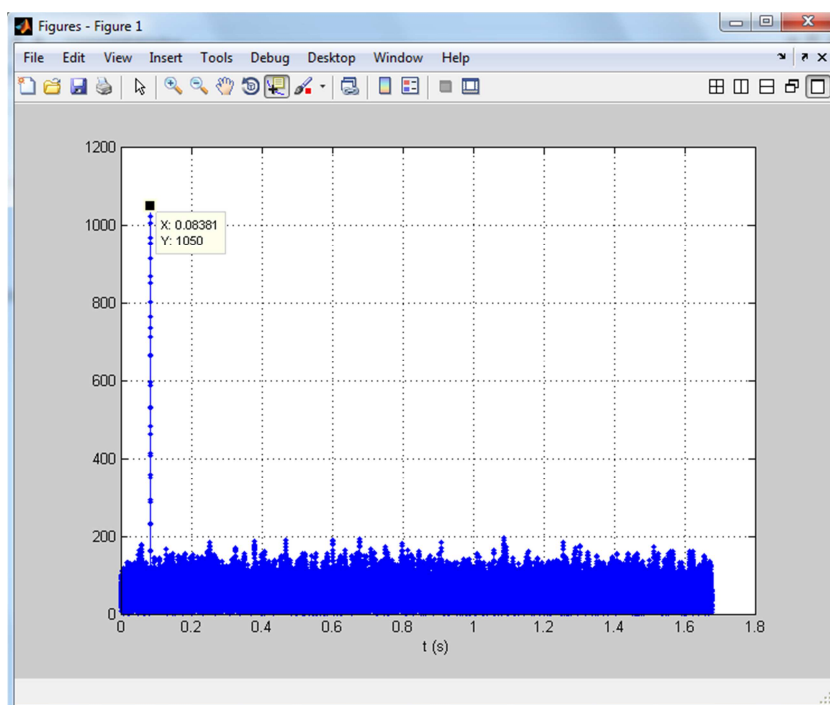 Figures - Figure 1
File Edit View Insert Tools Debug Desktop Window Help
1200
1000
800
600
400
200
0
X: 0.08381
Y: 1050
0 0.2 0.4 0.6 0.8 1 1.2 1.4 1.6 1.8
t (s)